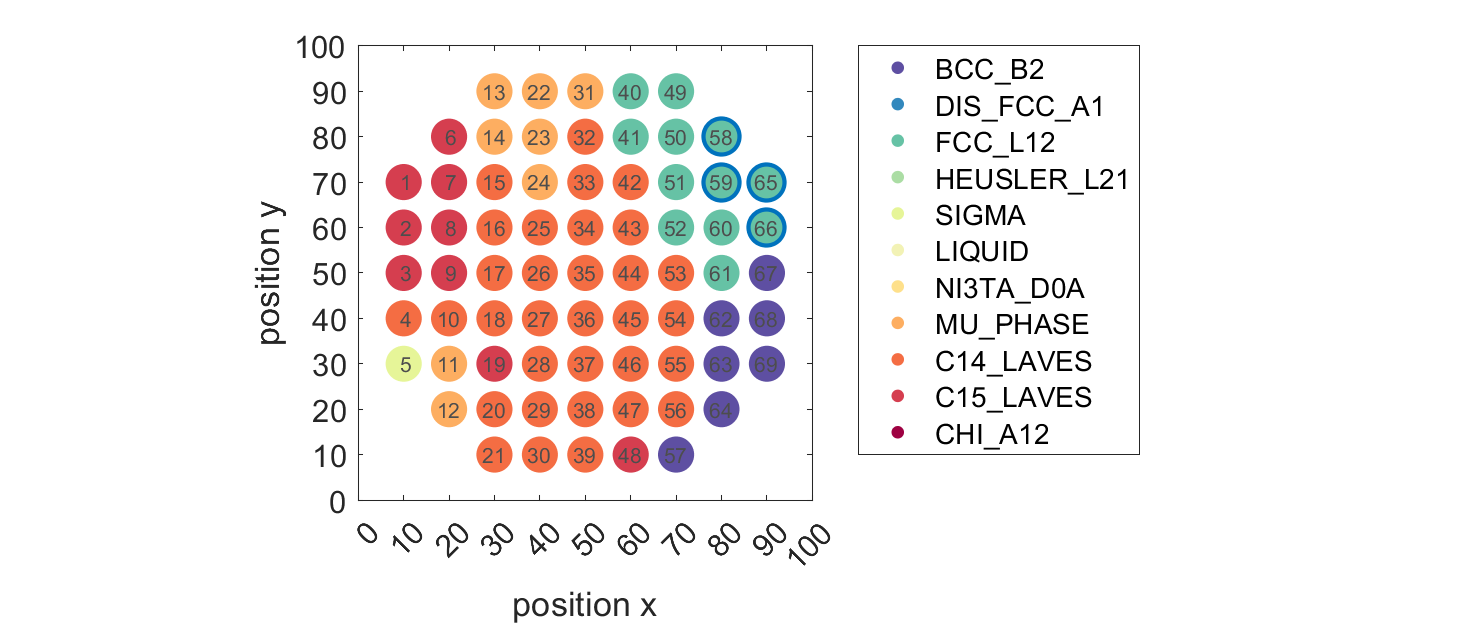 100
90
80
70
60
50
40
30
20
10
0
position y
13 22 31 40 49
6 14 23 32 41 50 58
1 7 15 24 33 42 51 59 65
2 8 16 25 34 43 52 60 66
3 9 17 26 35 44 53 61 67
4 10 18 27 36 45 54 62 68
5 11 19 28 37 46 55 63 69
12 20 29 38 47 56 64
21 30 39 48 57
0 10 20 30 40 50 60 70 80 90 100
position x
BCC_B2
DIS_FCC_A1
FCC_L12
HEUSLER_L21
SIGMA
LIQUID
NI3TA_D0A
MU_PHASE
C14_LAVES
C15_LAVES
CHI_A12